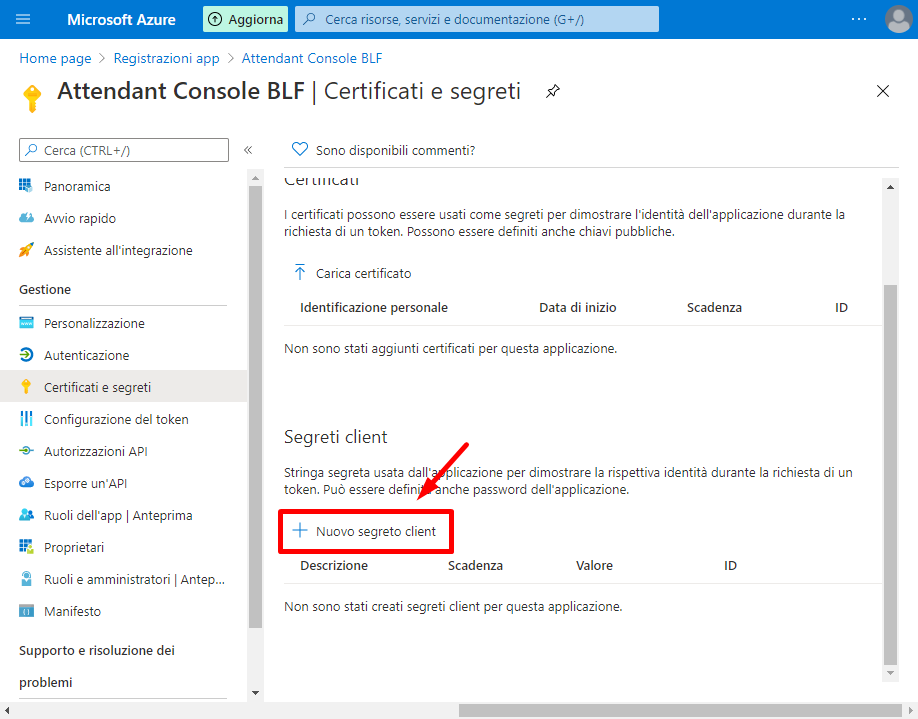 Microsoft Azure
Aggiorna
Cerca risorse, servizi e documentazione (G+/)
Home page > Registrazioni app > Attendant Console BLF
Attendant Console BLF | Certificati e segreti
Cerca (CTRL+/)
Panoramica
Avvio rapido
Assistente all'integrazione
Gestione
Personalizzazione
Autenticazione
Certificati e segreti
Configurazione del token
Autorizzazioni API
Esporre un'API
Ruoli dell'app | Anteprima
Proprietari
Ruoli e amministratori | Antep...
Manifesto
Supporto e risoluzione dei
problemi
Sono disponibili commenti?
Certificati
I certificati possono essere usati come segreti per dimostrare l'identità dell'applicazione durante la
richiesta di un token. Possono essere definiti anche chiavi pubbliche.
Carica certificato
Identificazione personale Data di inizio Scadenza ID
Non sono stati aggiunti certificati per questa applicazione.
Segreti client
Stringa segreta usata dall'applicazione per dimostrare la rispettiva identità durante la richiesta di un
token. Può essere definita anche password dell'applicazione.
Nuovo segreto client
Descrizione Scadenza Valore ID
Non sono stati creati segreti client per questa applicazione.